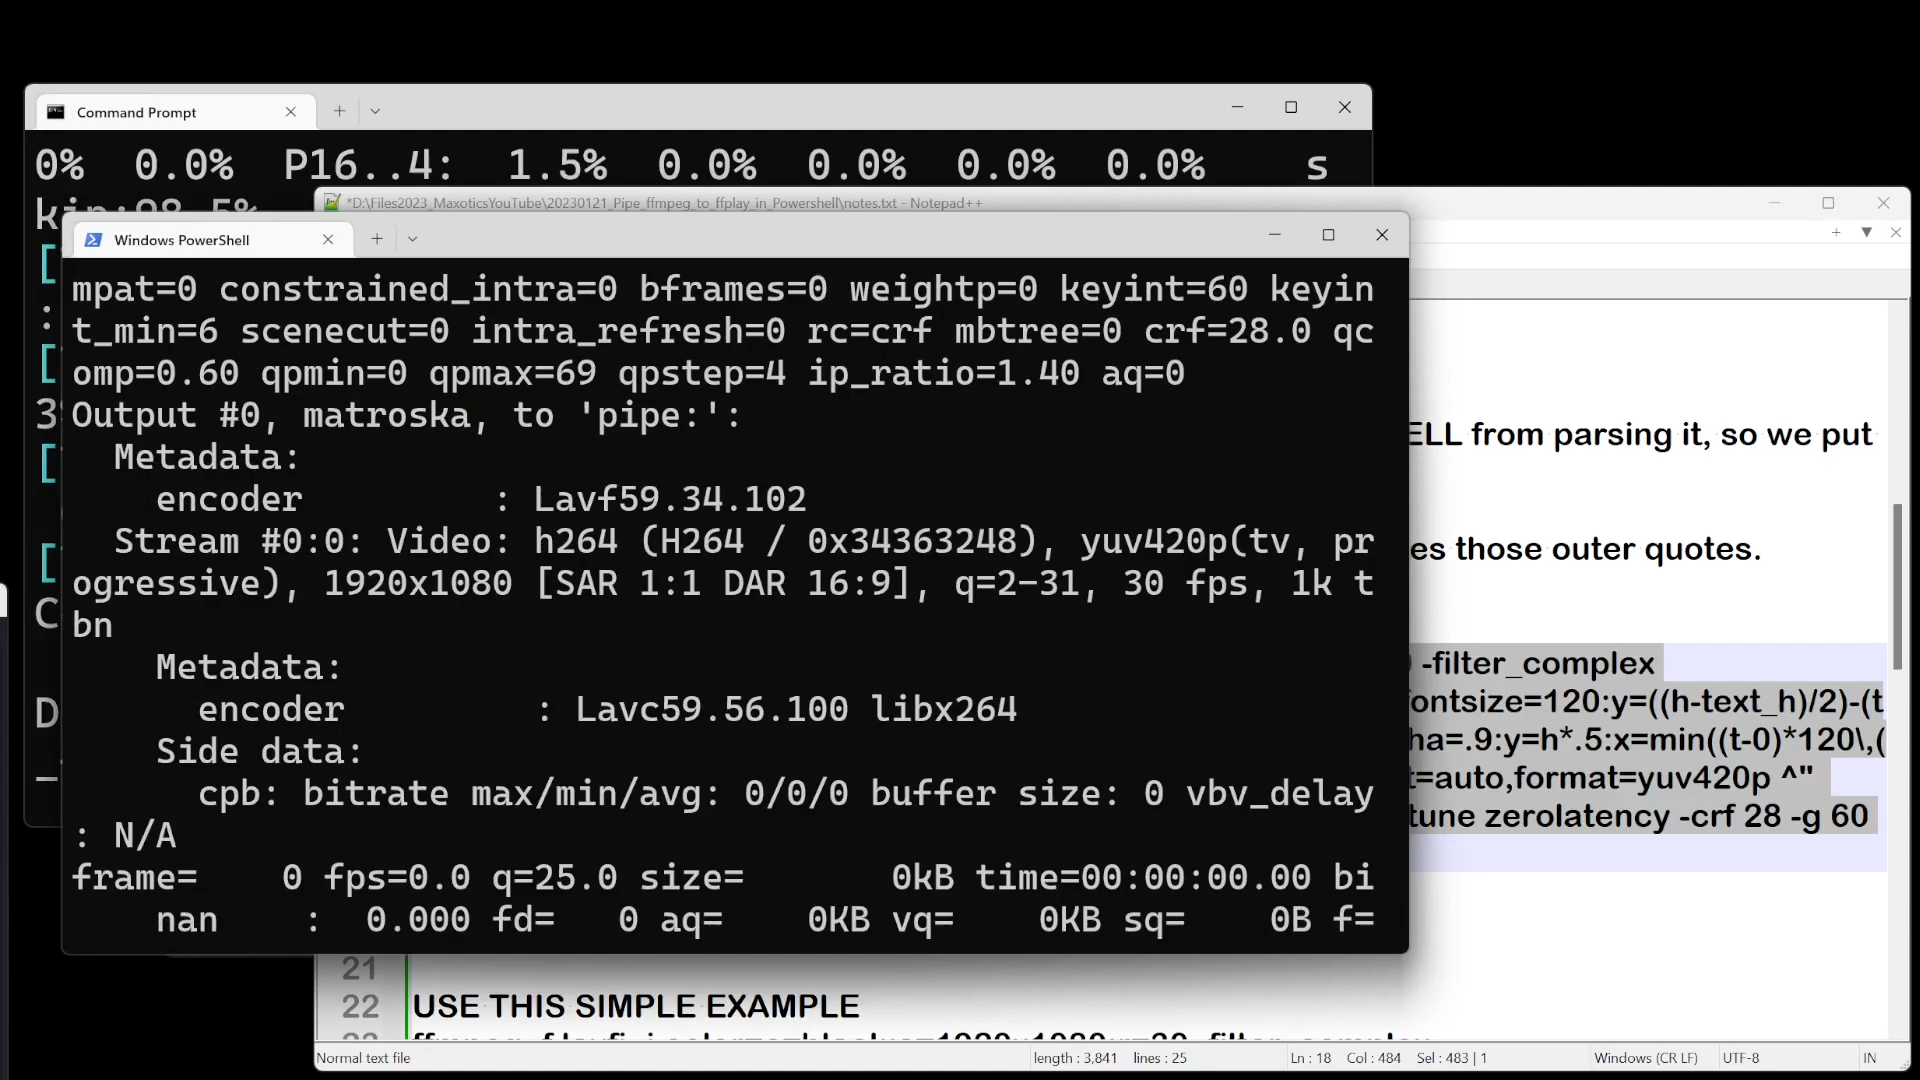 Command Prompt
0% 0.0% P16..4: 1.5% 0.0% 0.0% 0.0% 0.0% s
kip:98.5%
*D:\Files2023_MaxoticsYouTube\20230121_Pipe_ffmpeg_to_ffplay_in_Powershell\notes.txt - Notepad++
Windows PowerShell
mpat=0 constrained_intra=0 bframes=0 weightp=0 keyint=60 keyin
t_min=6 scenecut=0 intra_refresh=0 rc=crf mbtree=0 crf=28.0 qc
omp=0.60 qpmin=0 qpmax=69 qpstep=4 ip_ratio=1.40 aq=0
Output #0, matroska, to 'pipe:':
Metadata:
encoder : Lavf59.34.102
Stream #0:0: Video: h264 (H264 / 0x34363248), yuv420p(tv, pr
ogressive), 1920x1080 [SAR 1:1 DAR 16:9], q=2-31, 30 fps, 1k t
bn
Metadata:
encoder : Lavc59.56.100 libx264
Side data:
cpb: bitrate max/min/avg: 0/0/0 buffer size: 0 vbv_delay
: N/A
frame= 0 fps=0.0 q=25.0 size= 0kB time=00:00:00.00 bi
nan : 0.000 fd= 0 aq= 0KB vq= 0KB sq= 0B f=
ELL from parsing it, so we put
es those outer quotes.
-filter_complex
fontsize=120:y=((h-text_h)/2)-(t
ha=.9:y=h*.5:x=min((t-0)*120\,(
t=auto,format=yuv420p ^"
tune zerolatency -crf 28 -g 60
21
22 USE THIS SIMPLE EXAMPLE
Normal text file length : 3,841 lines : 25 Ln : 18 Col : 484 Sel : 483 | 1 Windows (CR LF) UTF-8 IN